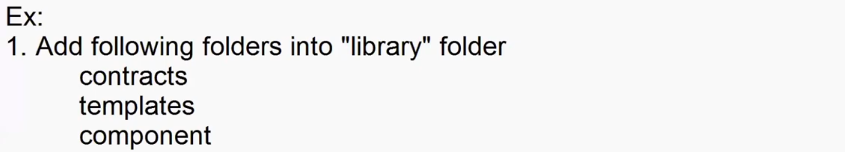 Ex:
1. Add following folders into "library" folder
contracts
templates
component